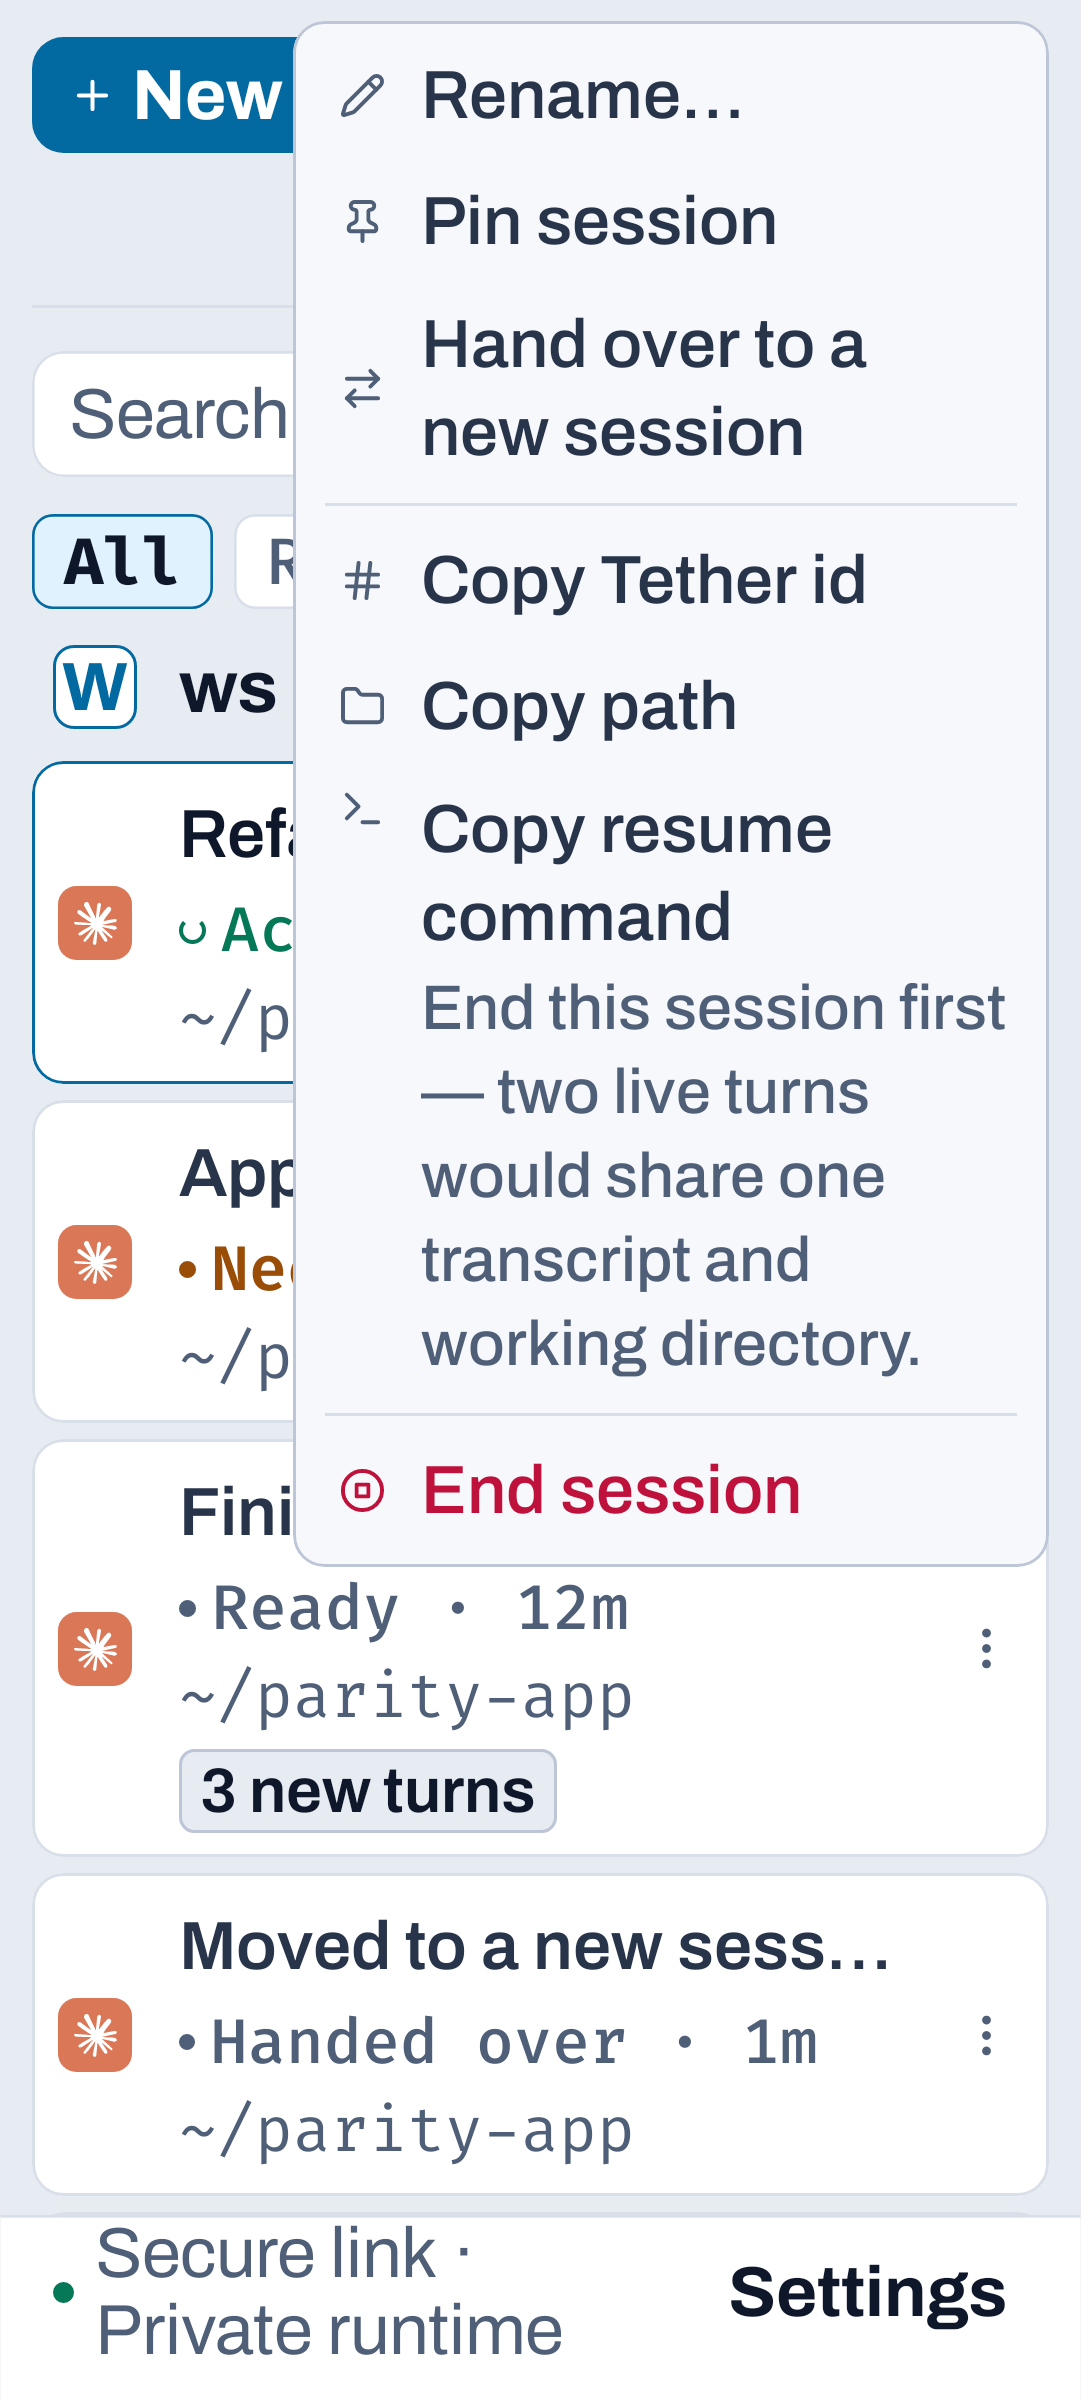 + New
Rename…
Pin session
Hand over to a
new session
Search
All
Copy Tether id
W ws
Copy path
Copy resume
command
End this session first
— two live turns
would share one
transcript and
working directory.
End session
~/p
~/p
• Ready · 12m
~/parity-app
3 new turns
Moved to a new sess…
• Handed over · 1m
~/parity-app
Secure link ·
Private runtime
Settings